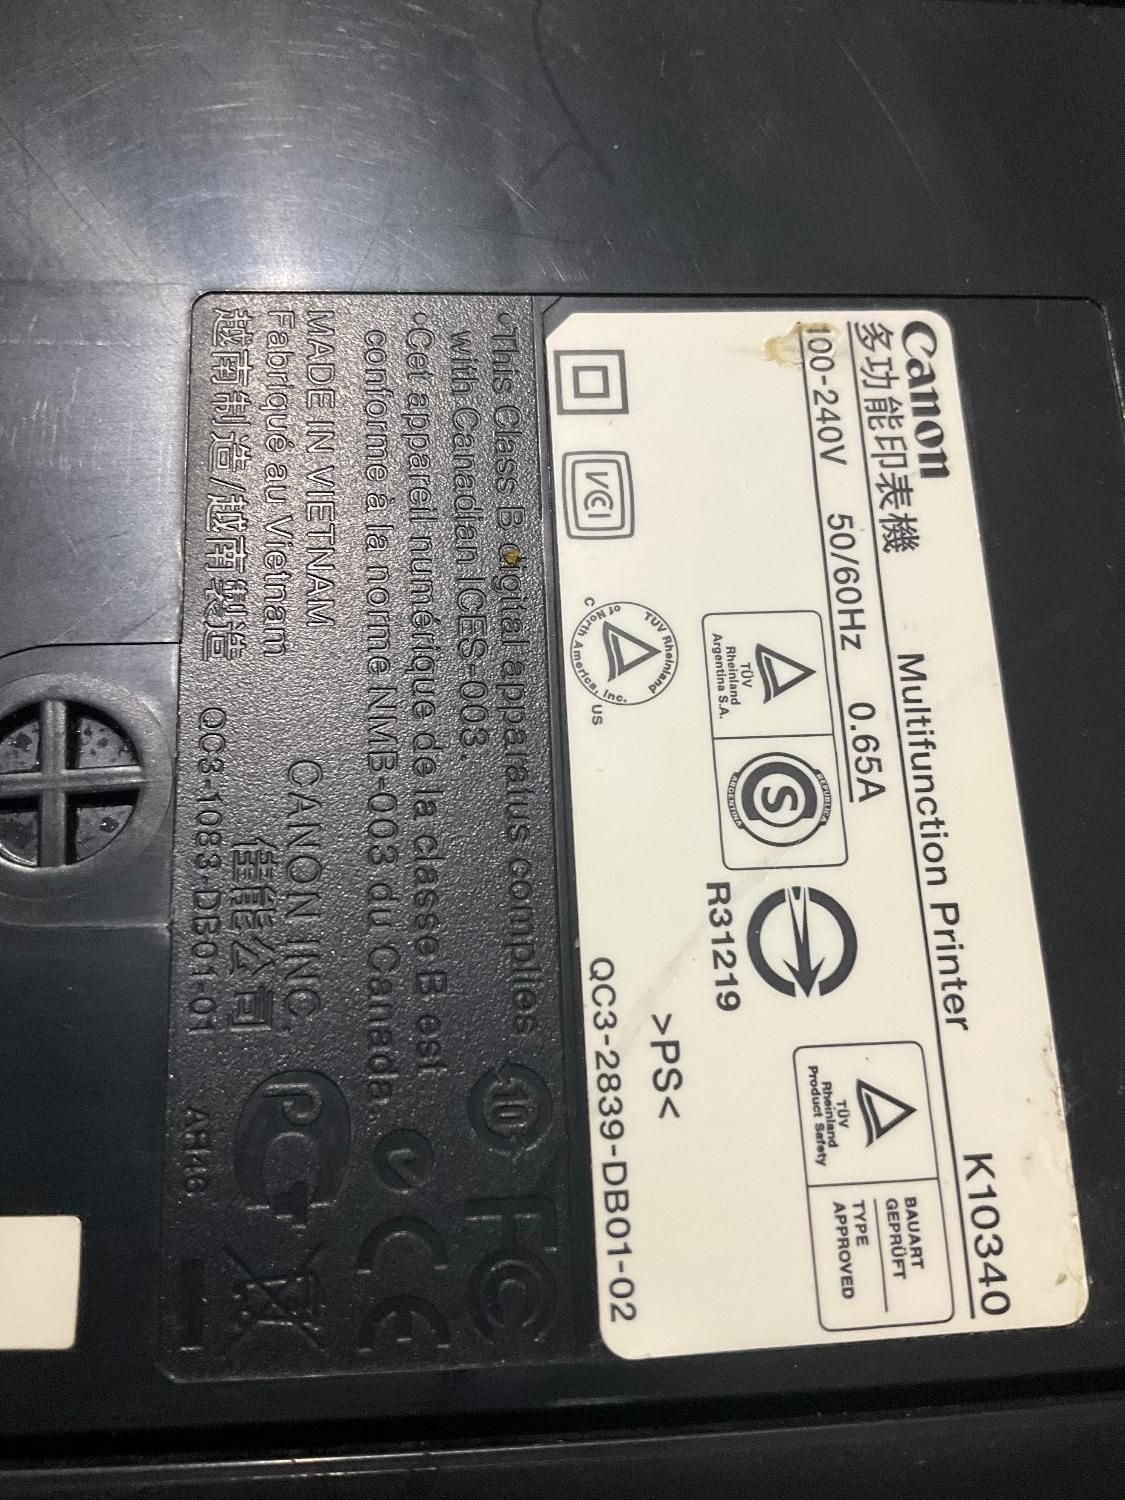 Canon
多功能印表機 Multifunction Printer K10340
100-240V 50/60Hz 0.65A
TÜV
Rheinland
Argentina S.A.
REPUBLICA
S
ARGENTINA
R31219
TÜV
Rheinland
Product Safety
BAUART
GEPRÜFT
TYPE
APPROVED
VCI
TÜV Rheinland
of North America, Inc.
C US
>PS<
QC3-2839-DB01-02
•This Class B digital apparatus complies
with Canadian ICES-003.
•Cet appareil numérique de la classe B est
conforme à la norme NMB-003 du Canada.
10
FC
CE
MADE IN VIETNAM CANON INC.
Fabriqué au Vietnam 佳能公司
越南制造/越南製造 QC3-1083-DB01-01 AR46